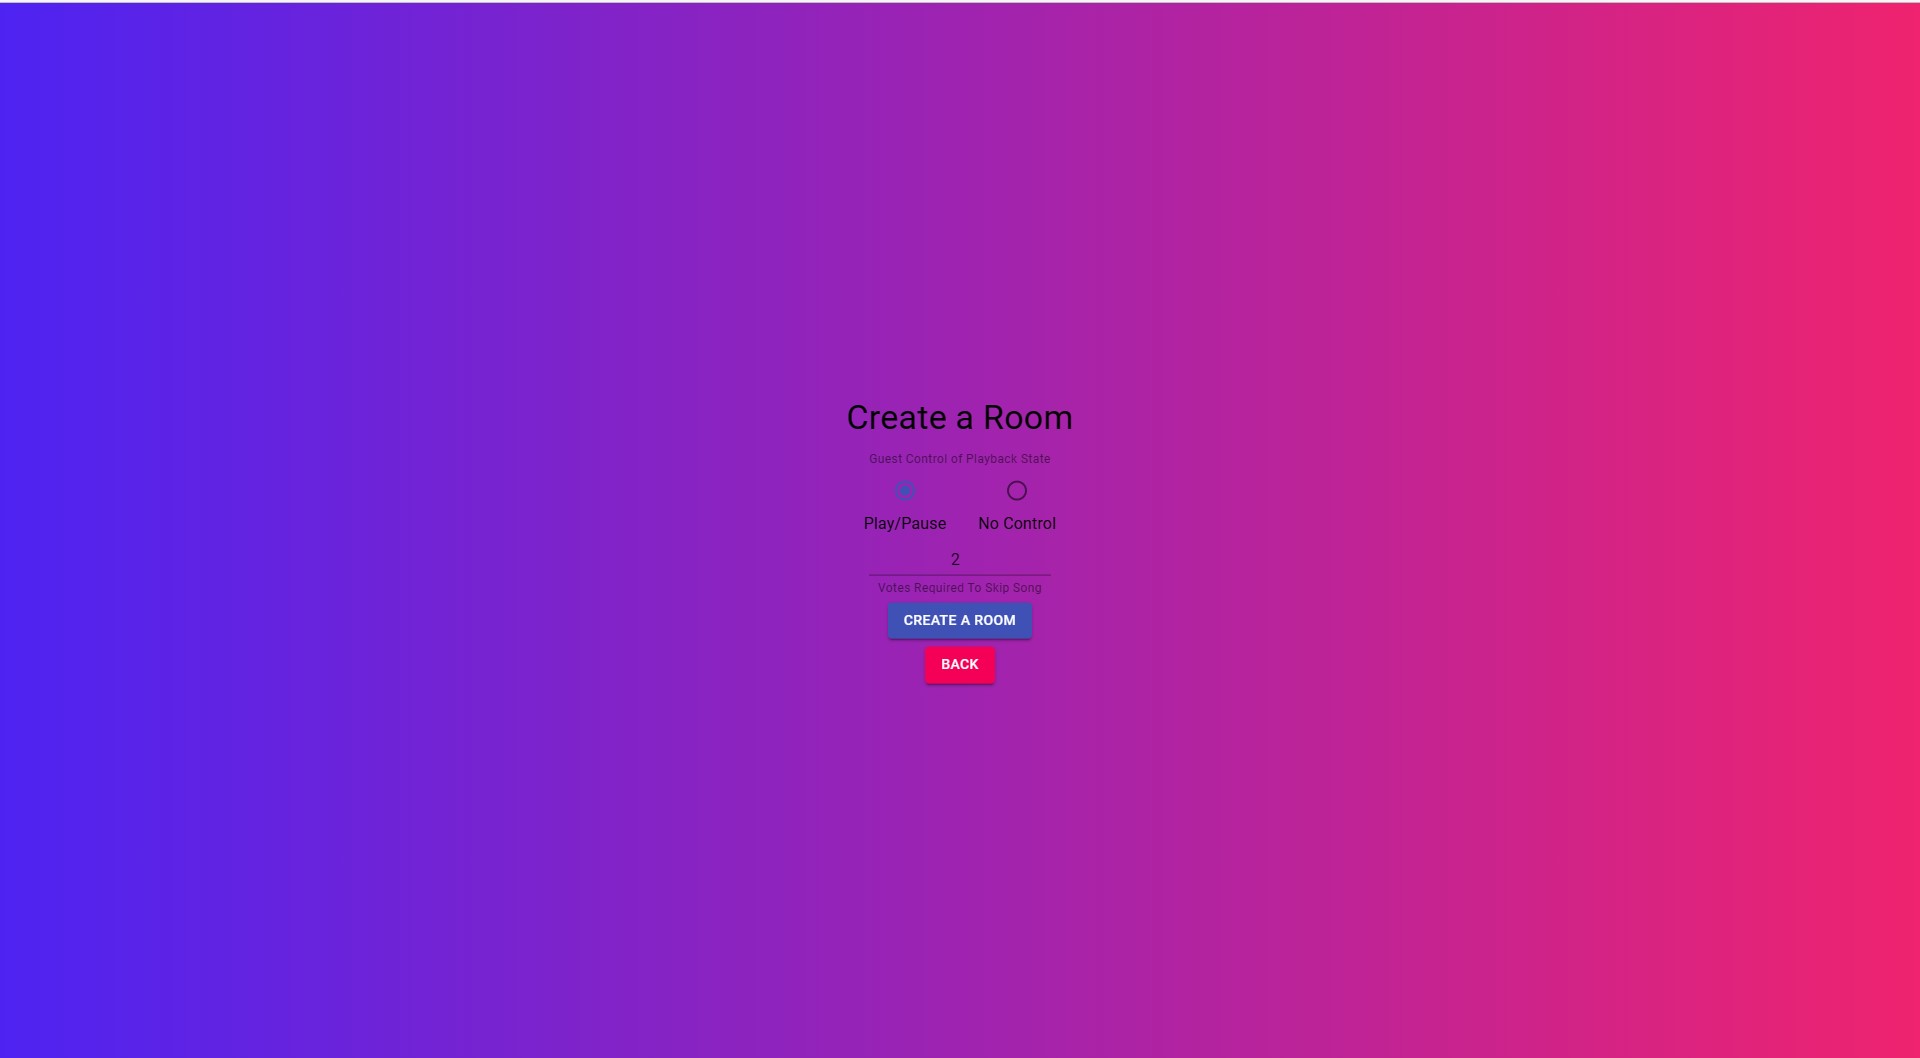 Create a Room
Guest Control of Playback State
Play/Pause No Control
2
Votes Required To Skip Song
CREATE A ROOM
BACK